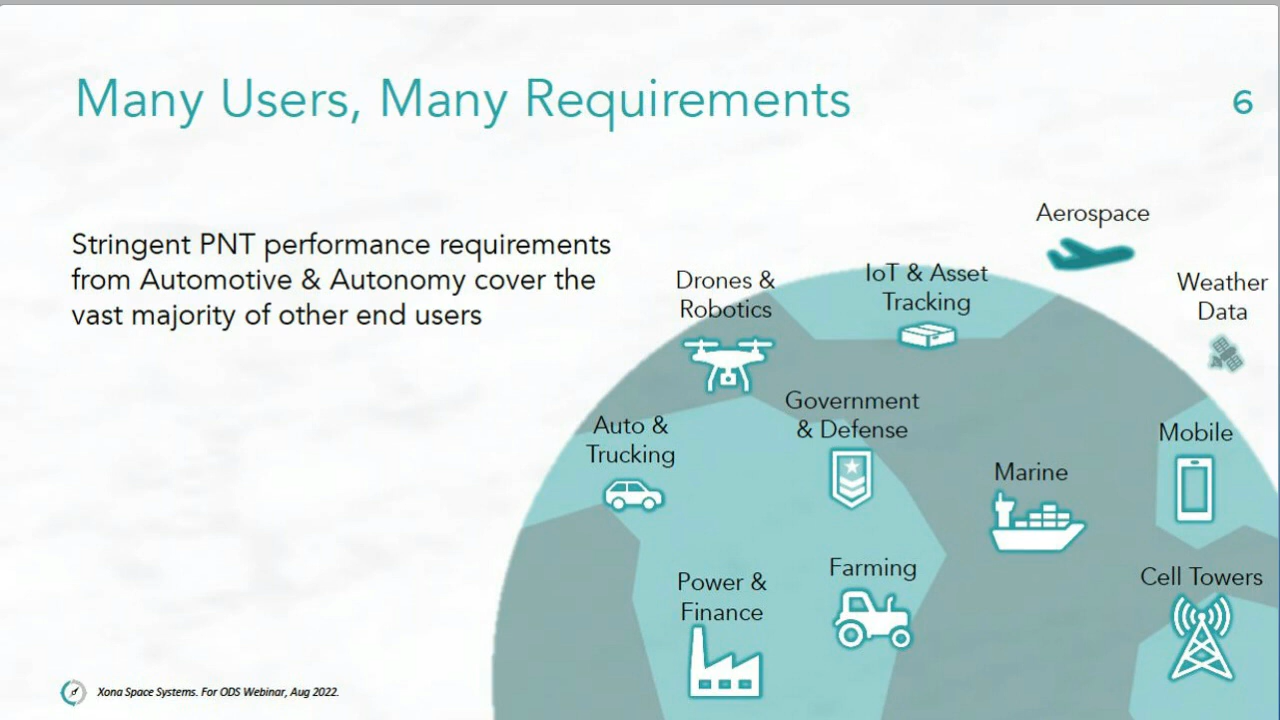 Many Users, Many Requirements
6
Stringent PNT performance requirements
from Automotive & Autonomy cover the
vast majority of other end users
Aerospace
Drones &
Robotics
IoT & Asset
Tracking
Weather
Data
Auto &
Trucking
Government
& Defense
Marine
Mobile
Power &
Finance
Farming
Cell Towers
Xona Space Systems. For ODS Webinar, Aug 2022.